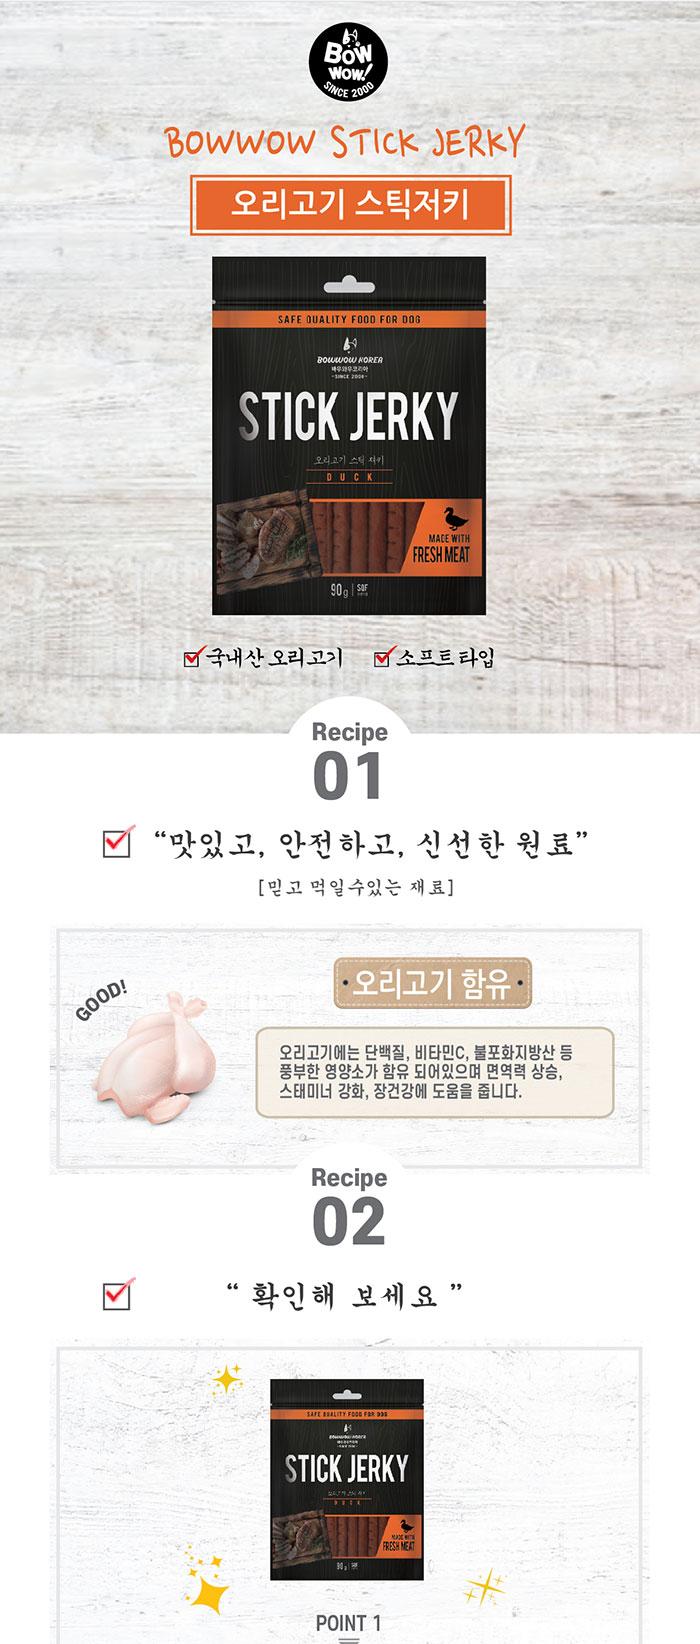 BOW
WOW!
SINCE 2000
BOWWOW STICK JERKY
오리고기 스틱저키
SAFE QUALITY FOOD FOR DOG
BOWWOW KOREA
바우와우코리아
-SINCE 2000-
STICK JERKY
오리고기 스틱 저키
DUCK
MADE WITH
FRESH MEAT
90g SQF
국내산 오리고기 소프트 타입
Recipe
01
“맛있고, 안전하고, 신선한 원료”
[믿고 먹일수있는 재료]
GOOD!
오리고기 함유
오리고기에는 단백질, 비타민C, 불포화지방산 등
풍부한 영양소가 함유 되어있으며 면역력 상승,
스태미너 강화, 장건강에 도움을 줍니다.
Recipe
02
“ 확인해 보세요 ”
SAFE QUALITY FOOD FOR DOG
BOWWOW KOREA
STICK JERKY
DUCK
MADE WITH
FRESH MEAT
90g
POINT 1